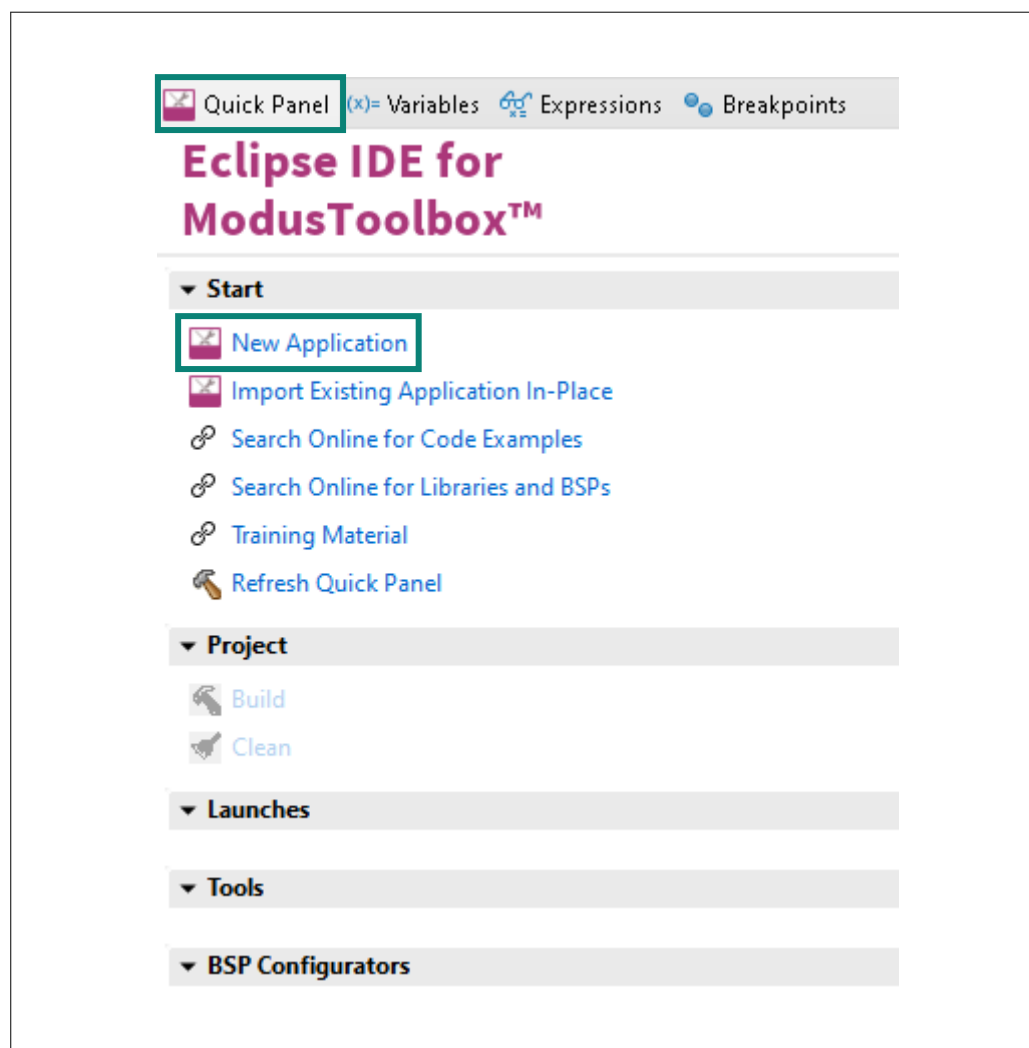 Quick Panel (x)= Variables Expressions Breakpoints
Eclipse IDE for
ModusToolbox™
Start
New Application
Import Existing Application In-Place
Search Online for Code Examples
Search Online for Libraries and BSPs
Training Material
Refresh Quick Panel
Project
Build
Clean
Launches
Tools
BSP Configurators